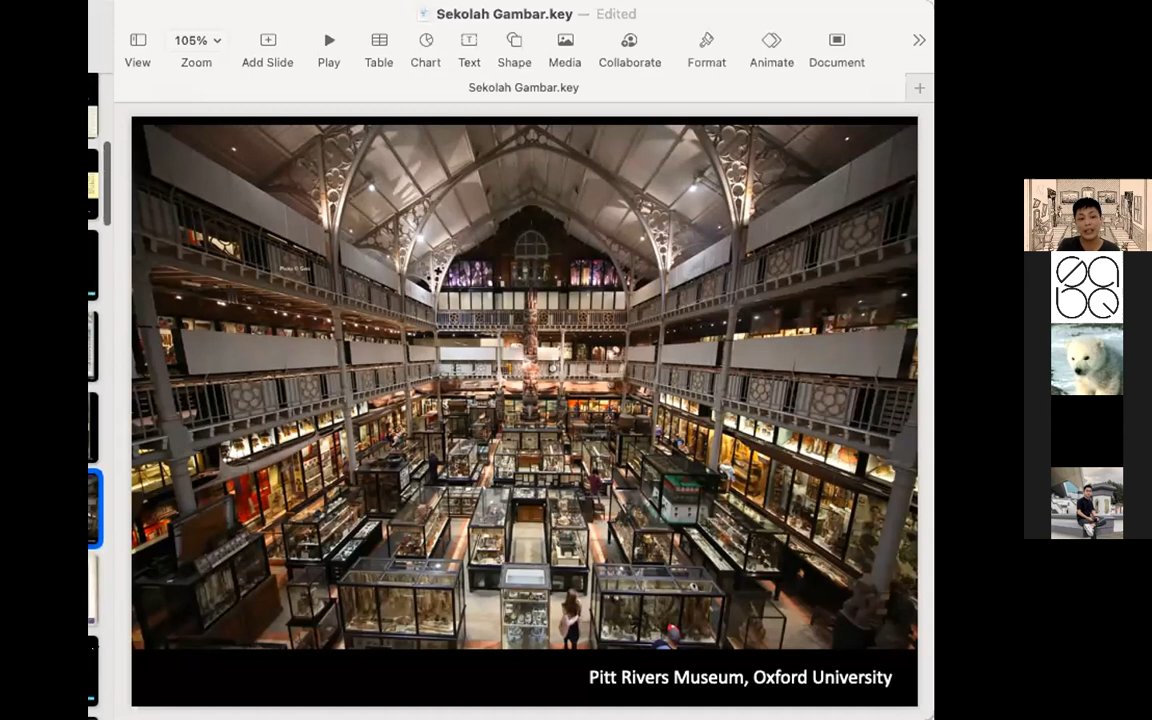 Sekolah Gambar.key — Edited
105%
View
Zoom
Add Slide
Play
Table
Chart
Text
Shape
Media
Collaborate
Format
Animate
Document
Sekolah Gambar.key
Pitt Rivers Museum, Oxford University